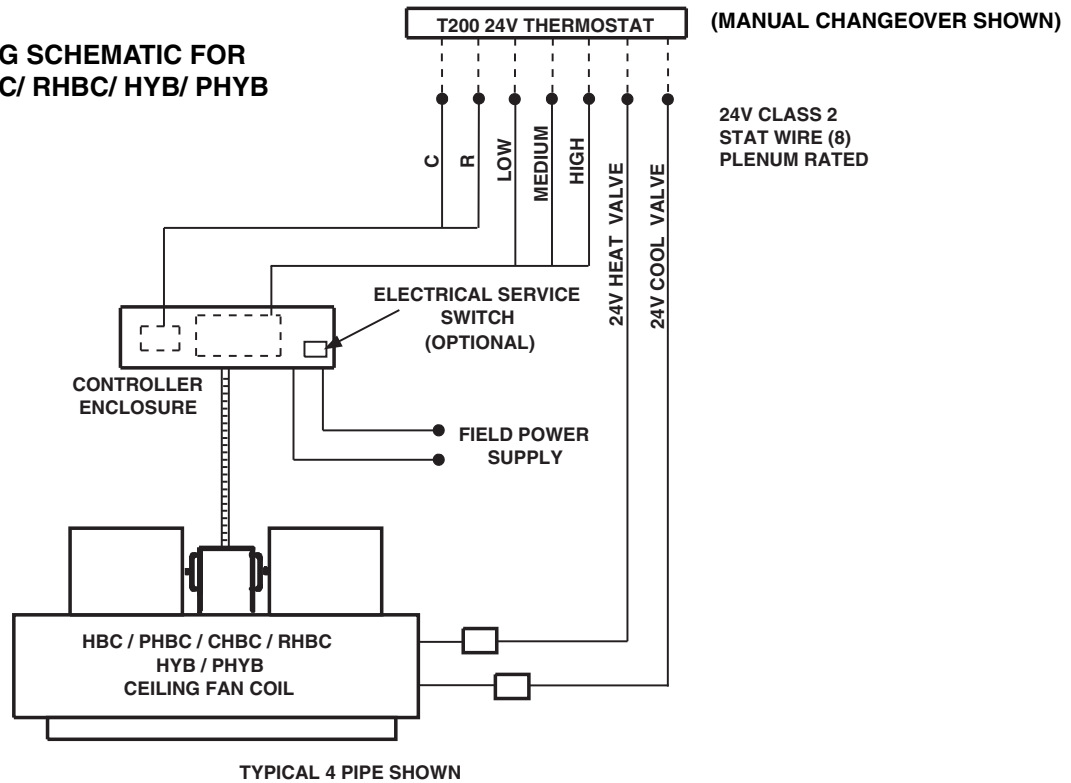 T200 24V THERMOSTAT
(MANUAL CHANGEOVER SHOWN)
G SCHEMATIC FOR
C/ RHBC/ HYB/ PHYB
24V CLASS 2
STAT WIRE (8)
PLENUM RATED
C
R
LOW
MEDIUM
HIGH
24V HEAT VALVE
24V COOL VALVE
ELECTRICAL SERVICE
SWITCH
(OPTIONAL)
CONTROLLER
ENCLOSURE
FIELD POWER
SUPPLY
HBC / PHBC / CHBC / RHBC
HYB / PHYB
CEILING FAN COIL
TYPICAL 4 PIPE SHOWN